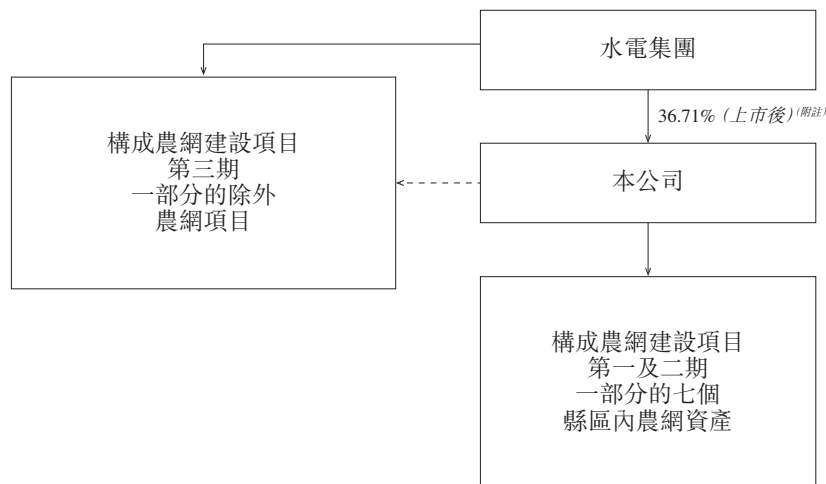 水電集團
36.71% (上市後)(附註)
構成農網建設項目
第三期
一部分的除外
農網項目
本公司
構成農網建設項目
第一及二期
一部分的七個
縣區內農網資產